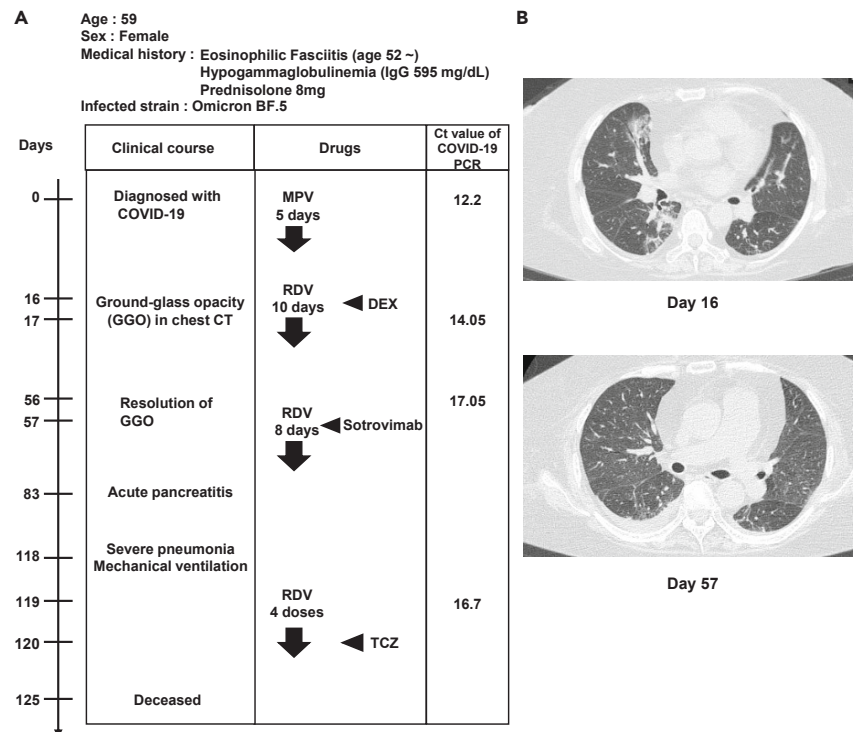 A
Age : 59
Sex : Female
Medical history : Eosinophilic Fasciitis (age 52 ~)
Hypogammaglobulinemia (IgG 595 mg/dL)
Prednisolone 8mg
Infected strain : Omicron BF.5
Days
Clinical course
Drugs
Ct value of
COVID-19
PCR
0
Diagnosed with
COVID-19
MPV
5 days
12.2
16
17
Ground-glass opacity
(GGO) in chest CT
RDV
10 days
DEX
14.05
56
57
Resolution of
GGO
RDV
8 days
Sotrovimab
17.05
83
Acute pancreatitis
118
Severe pneumonia
Mechanical ventilation
119
RDV
4 doses
16.7
120
TCZ
125
Deceased
B
Day 16
Day 57